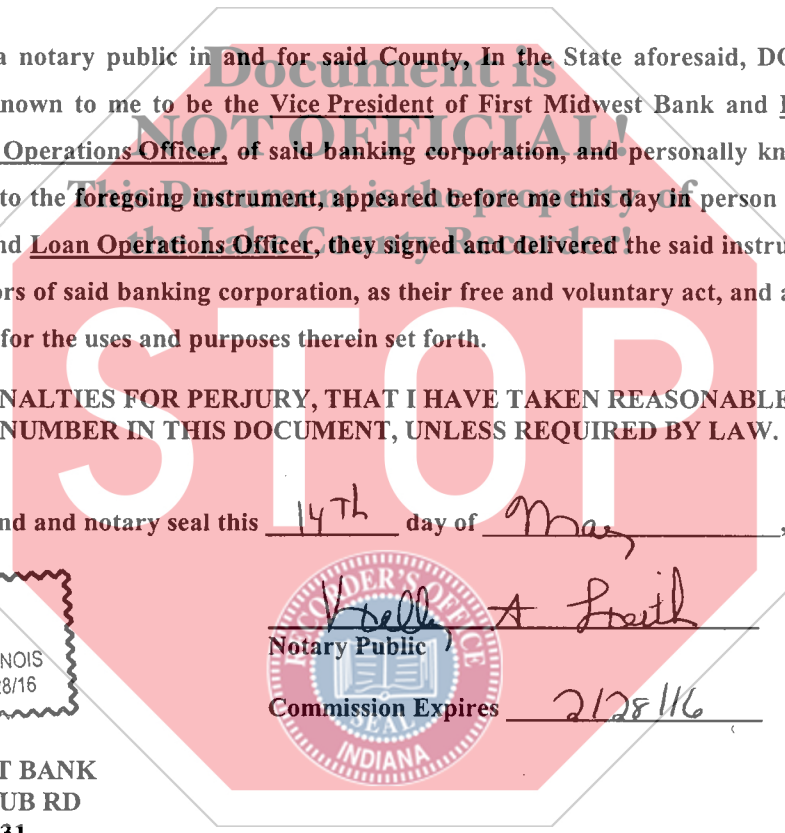 a notary public in and for said County, In the State aforesaid, DO
Document is
nown to me to be the Vice President of First Midwest Bank and
NOT OFFICIAL!
Operations Officer, of said banking corporation, and personally kn
This Document is the property of
to the foregoing instrument, appeared before me this day in person
the Lake County Recorder!
nd Loan Operations Officer, they signed and delivered the said instru
ors of said banking corporation, as their free and voluntary act, and a
for the uses and purposes therein set forth.
STOP
NALTIES FOR PERJURY, THAT I HAVE TAKEN REASONABLE
NUMBER IN THIS DOCUMENT, UNLESS REQUIRED BY LAW.
nd and notary seal this 14Th day of May,
RECORDER'S OFFICE
Kelly A
Notary Public
NOIS
28/16
Commission Expires 2/28/16
SEAL
INDIANA
T BANK
UB RD
31